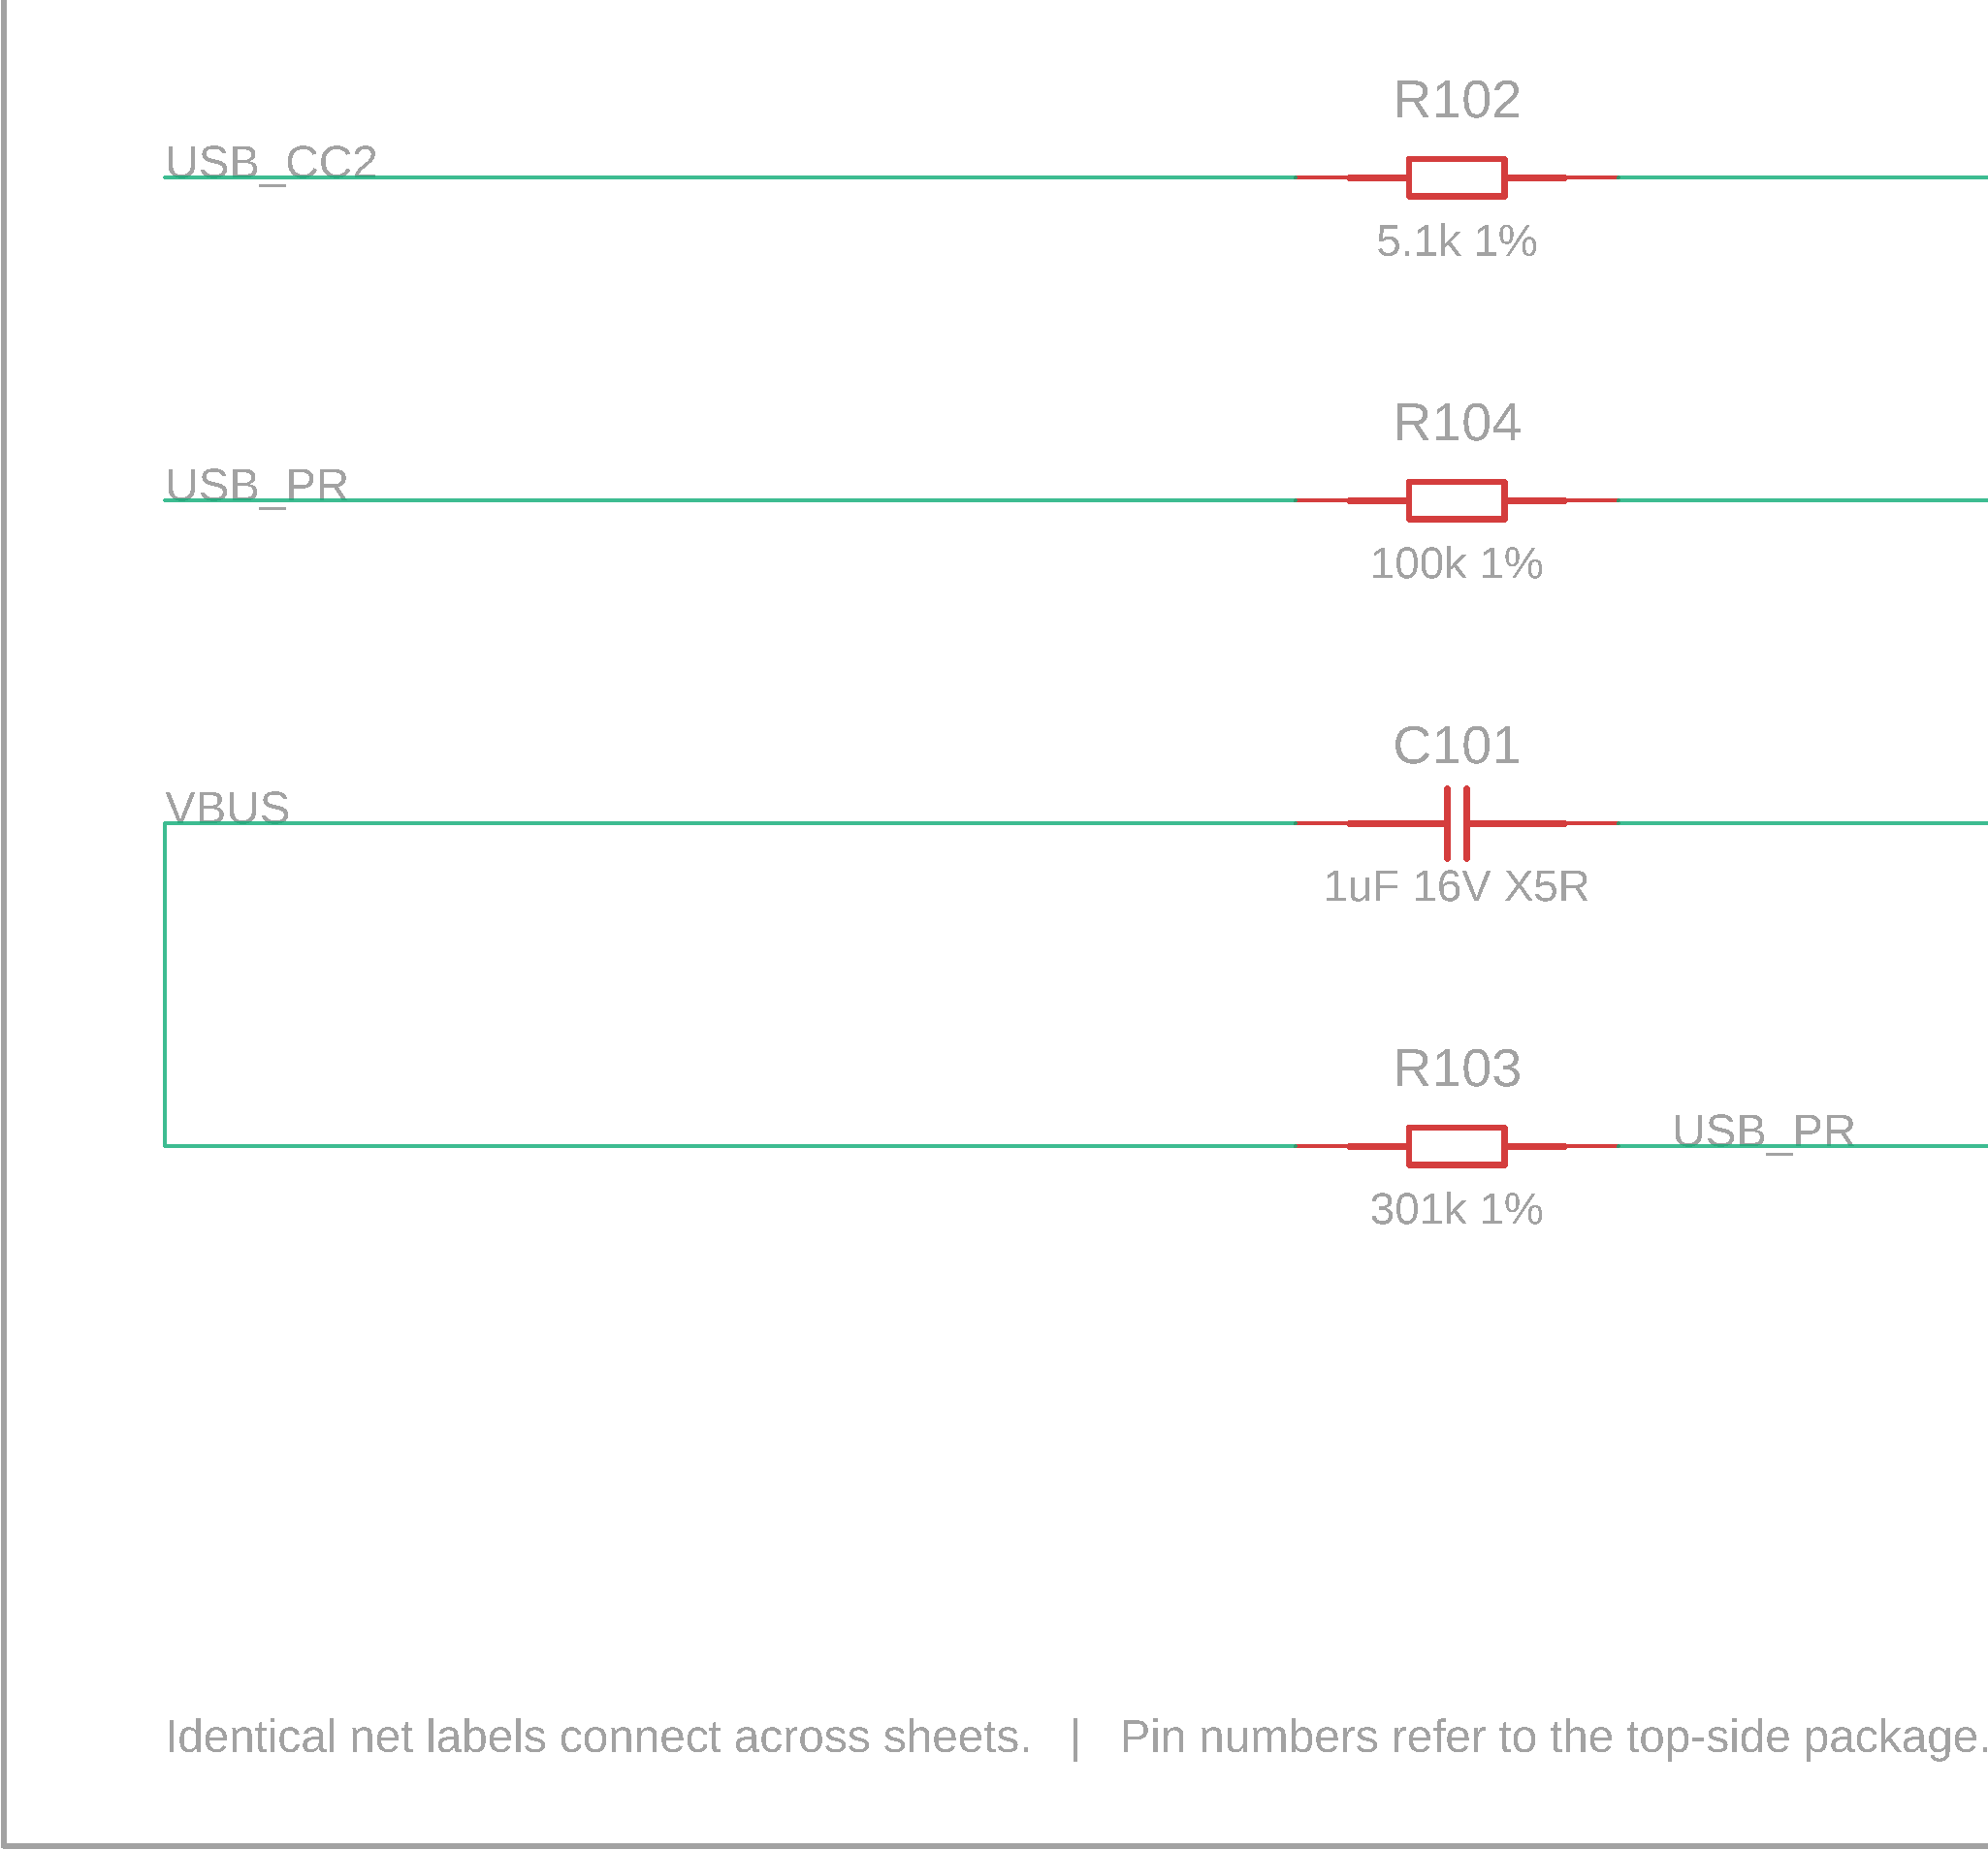 R102
USB_CC2
5.1k 1%
R104
USB_PR
100k 1%
C101
VBUS
1uF 16V X5R
R103
USB_PR
301k 1%
Identical net labels connect across sheets. | Pin numbers refer to the top-side package.